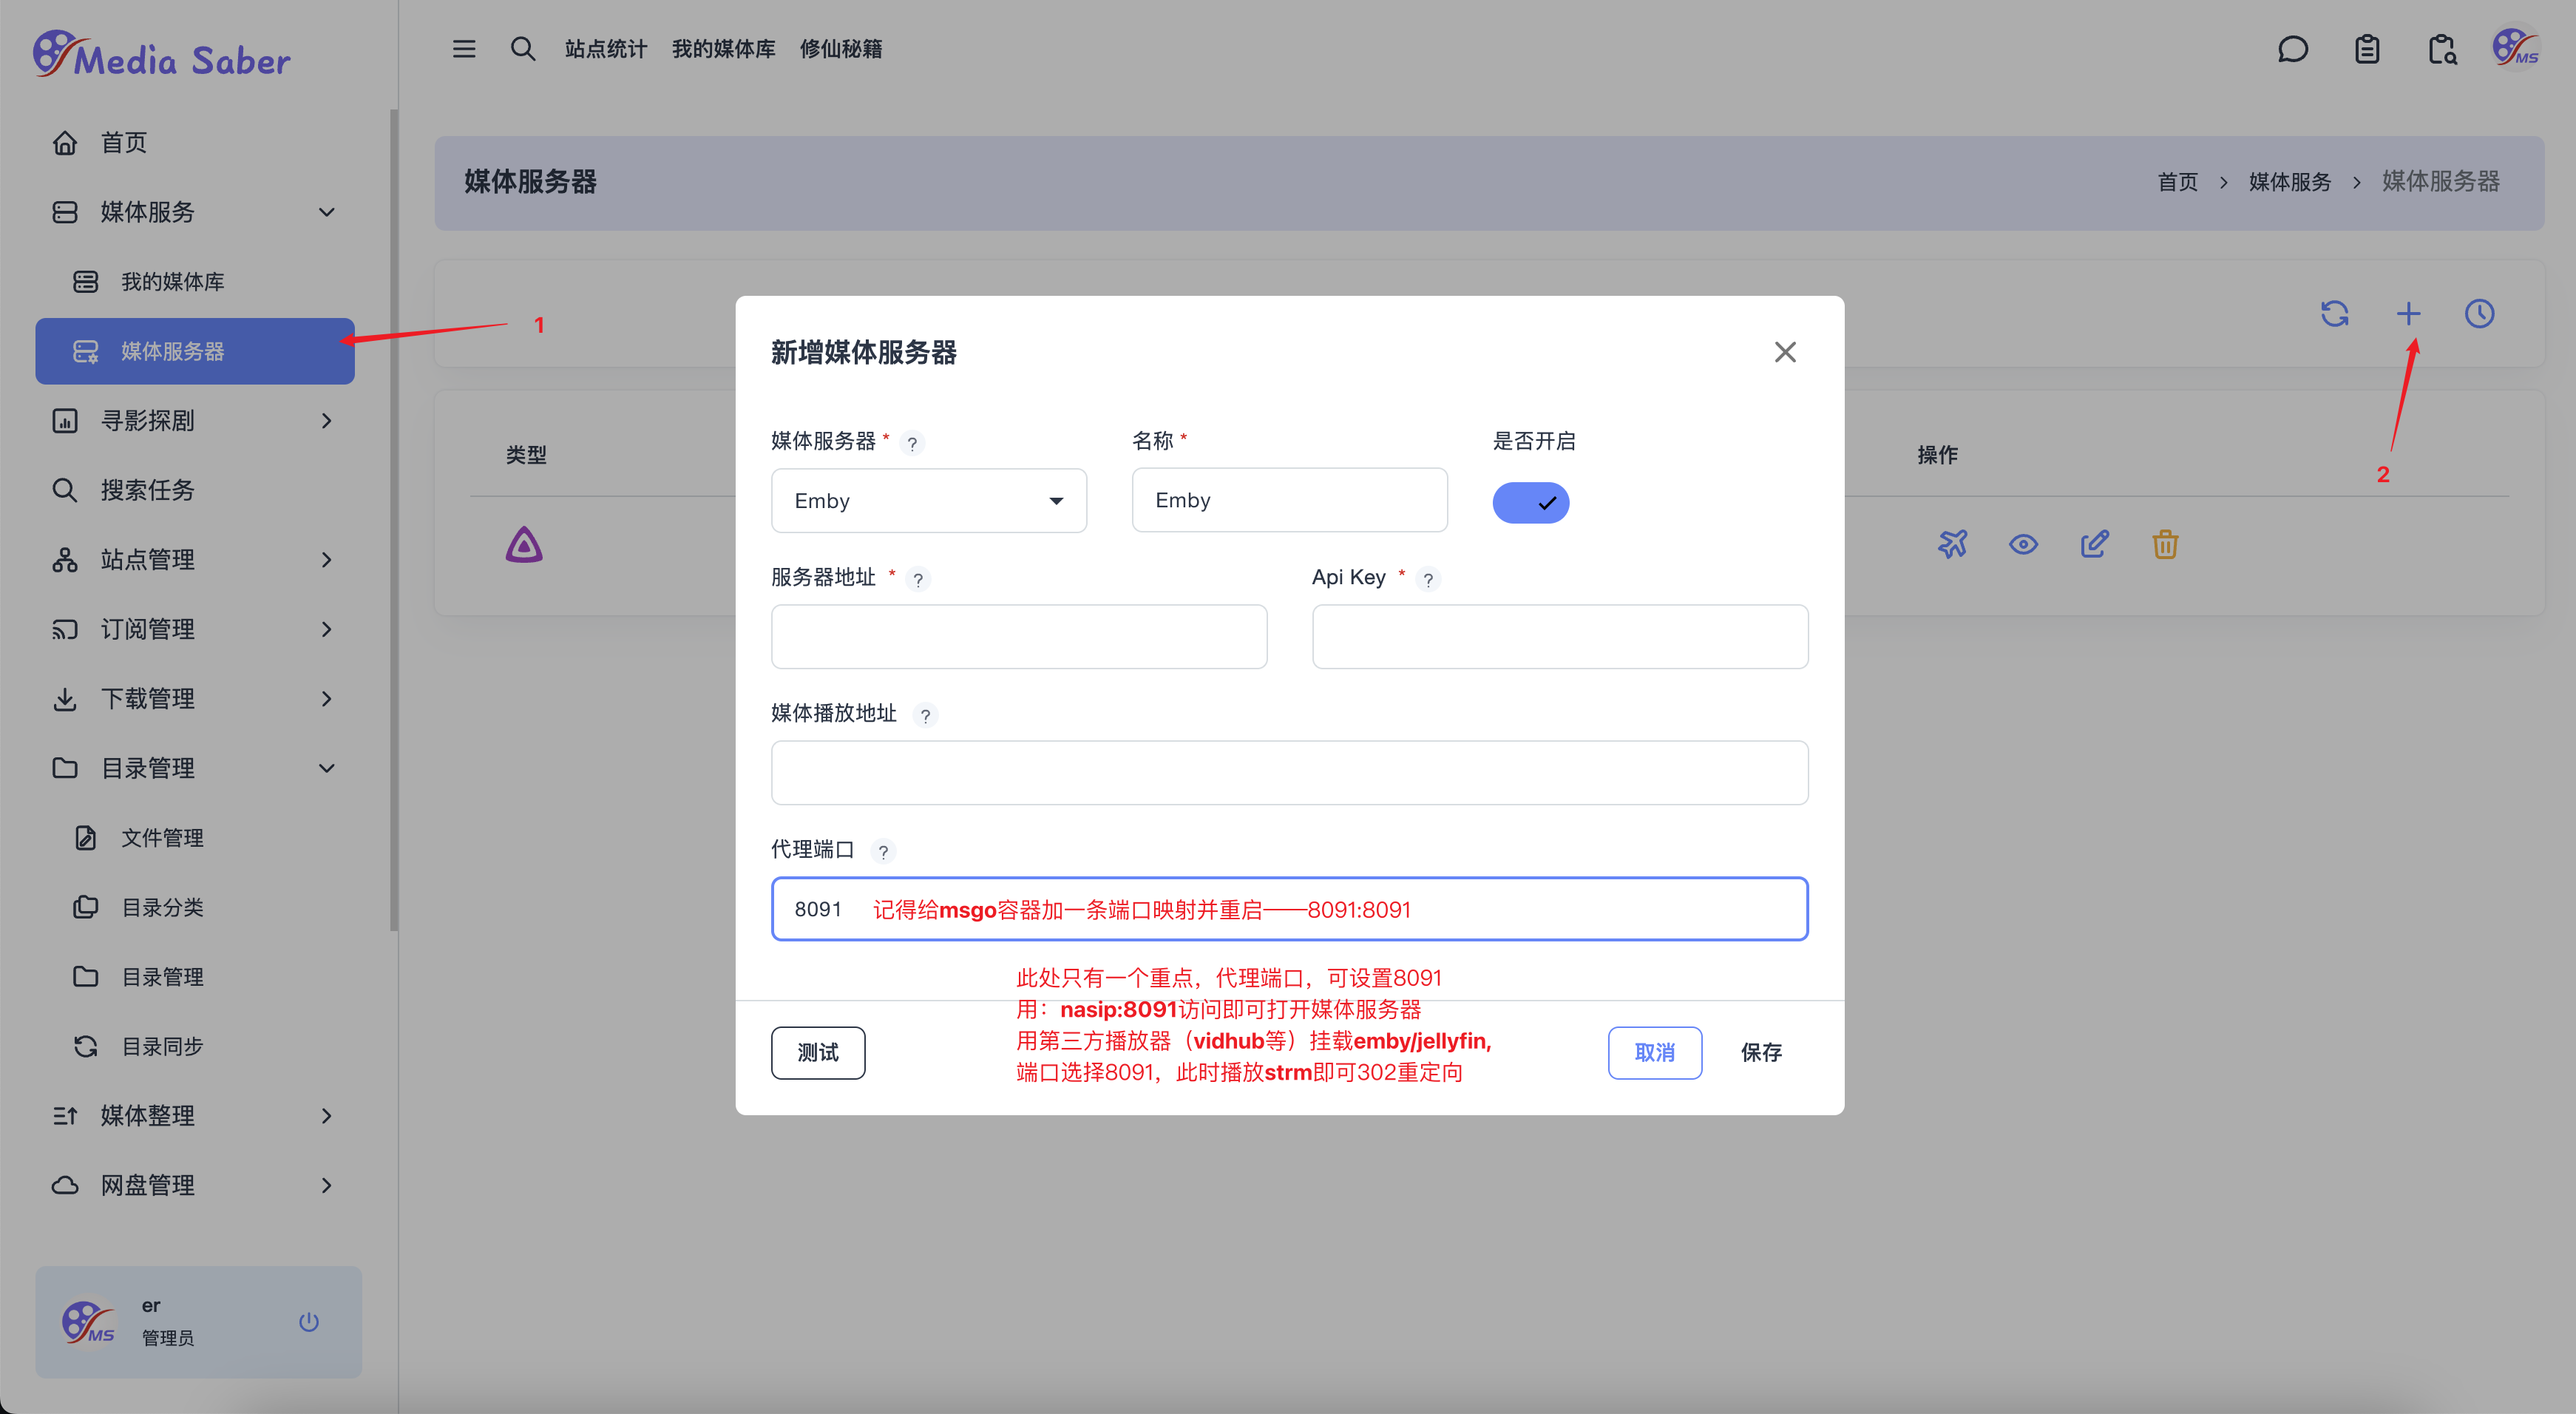 Media Saber
站点统计 我的媒体库 修仙秘籍
MS
首页
媒体服务
我的媒体库
媒体服务器
寻影探剧
搜索任务
站点管理
订阅管理
下载管理
目录管理
文件管理
目录分类
目录管理
目录同步
媒体整理
网盘管理
MS
er
管理员
媒体服务器
首页 > 媒体服务 > 媒体服务器
1
2
类型
操作
新增媒体服务器
媒体服务器 * ?
名称 *
是否开启
Emby
Emby
服务器地址 * ?
Api Key * ?
媒体播放地址 ?
代理端口 ?
8091 记得给msgo容器加一条端口映射并重启——8091:8091
此处只有一个重点，代理端口，可设置8091
用：nasip:8091访问即可打开媒体服务器
用第三方播放器（vidhub等）挂载emby/jellyfin,
端口选择8091，此时播放strm即可302重定向
测试
取消
保存